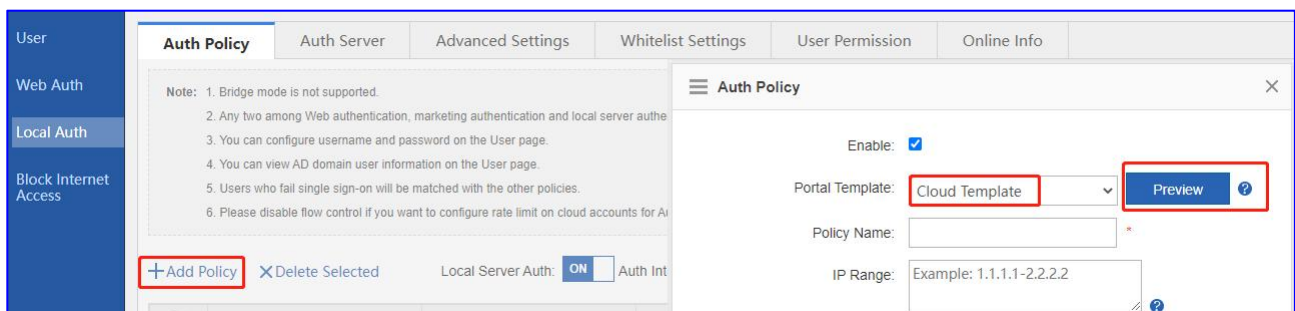 User
Web Auth
Local Auth
Block Internet
Access
Auth Policy
Auth Server
Advanced Settings
Whitelist Settings
User Permission
Online Info
Note: 1. Bridge mode is not supported.
2. Any two among Web authentication, marketing authentication and local server authe
3. You can configure username and password on the User page.
4. You can view AD domain user information on the User page.
5. Users who fail single sign-on will be matched with the other policies.
6. Please disable flow control if you want to configure rate limit on cloud accounts for Au
+Add Policy
XDelete Selected
Local Server Auth: ON
Auth Int
Auth Policy
Enable:
Portal Template: Cloud Template Preview ?
Policy Name: *
IP Range: Example: 1.1.1.1-2.2.2.2 ?